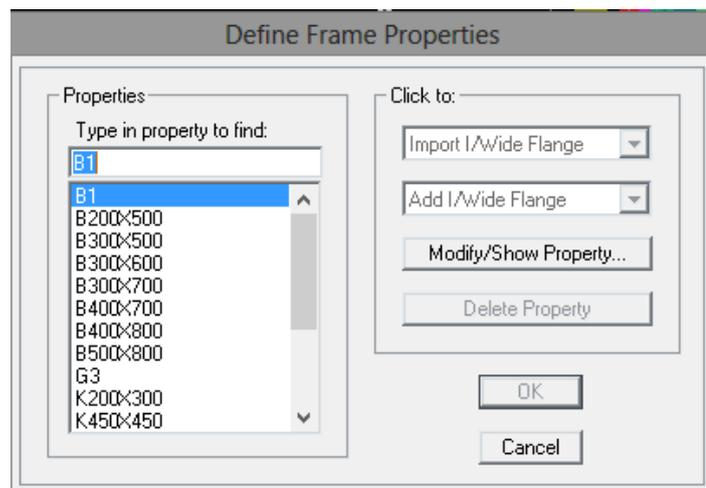 Define Frame Properties
Properties
Type in property to find:
B1
B1
B200X500
B300X500
B300X600
B300X700
B400X700
B400X800
B500X800
G3
K200X300
K450X450
Click to:
Import I/Wide Flange
Add I/Wide Flange
Modify/Show Property...
Delete Property
OK
Cancel